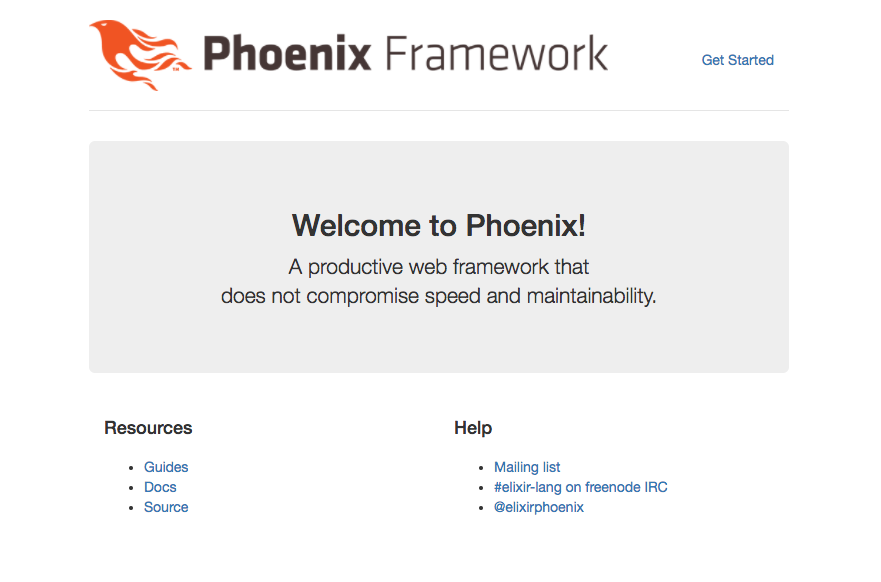 Phoenix Framework
Get Started
Welcome to Phoenix!
A productive web framework that
does not compromise speed and maintainability.
Resources
Guides
Docs
Source
Help
Mailing list
#elixir-lang on freenode IRC
@elixirphoenix